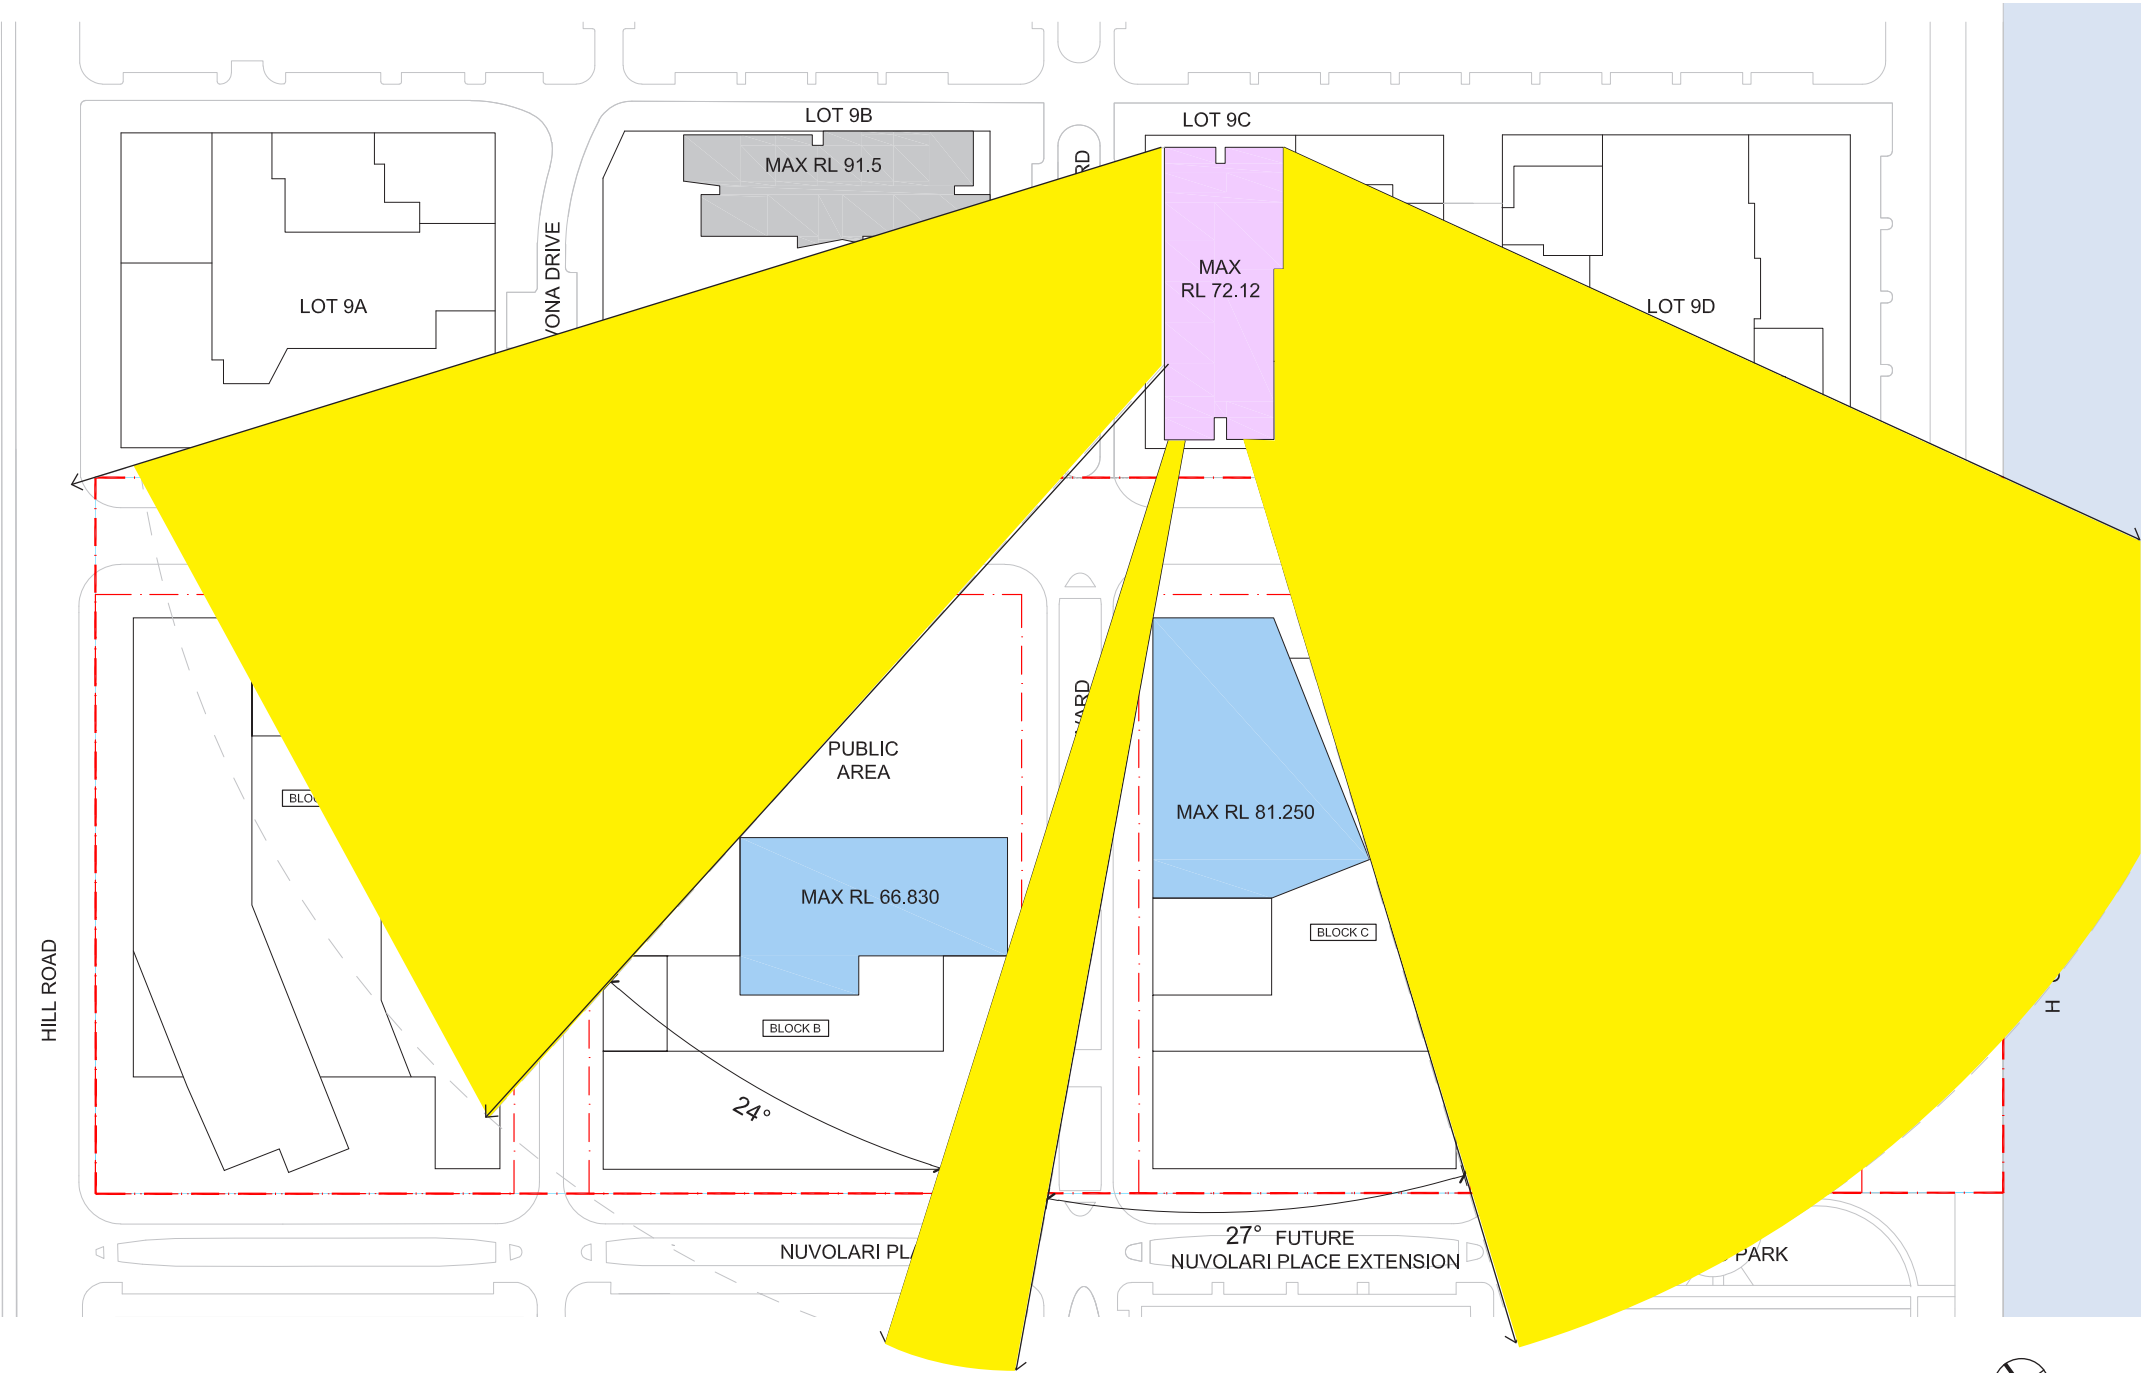 LOT 9B
LOT 9C
MAX RL 91.5
MAX
RL 72.12
LOT 9A
LOT 9D
PUBLIC
AREA
MAX RL 81.250
MAX RL 66.830
BLOCK C
HILL ROAD
BLOCK B
24°
27°
FUTURE
NUVOLARI PLACE EXTENSION
PARK